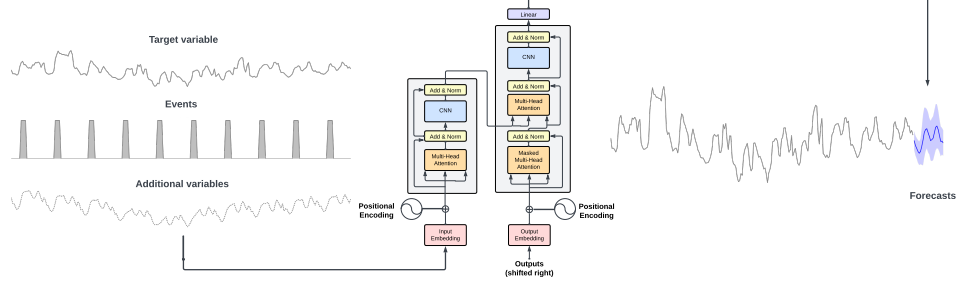 Target variable
Events
Additional variables
Linear
Add & Norm
CNN
Add & Norm
Multi-Head
Attention
Add & Norm
Masked
Multi-Head
Attention
Add & Norm
CNN
Add & Norm
Multi-Head
Attention
Positional
Encoding
Positional
Encoding
Input
Embedding
Output
Embedding
Outputs
(shifted right)
Forecasts